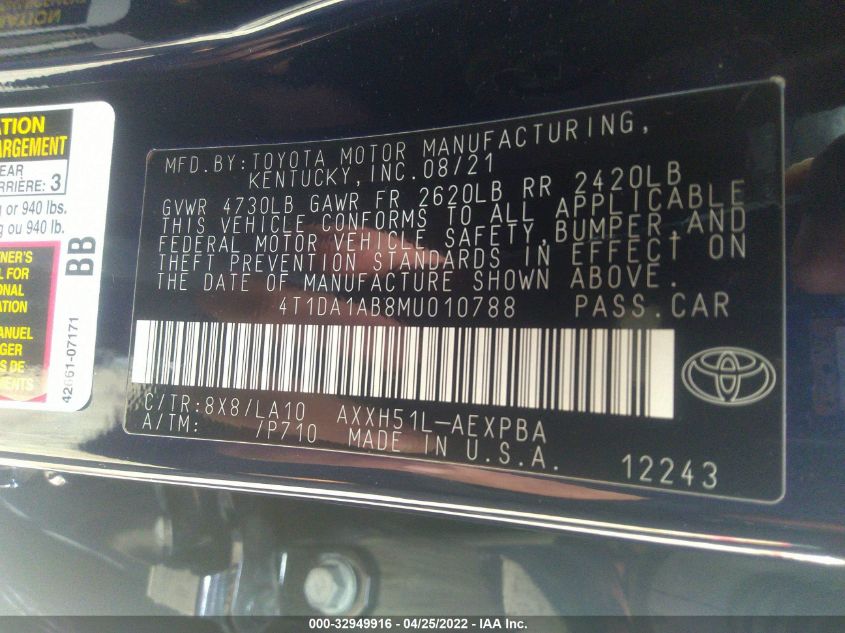 ATION
ARGEMENT
EAR
ARRIÈRE: 3
g or 940 lbs.
g ou 940 lb.
BB
NER'S
L FOR
ONAL
ATION
ANUEL
GER
S DE
MENTS
42661-07171
MFD.BY:TOYOTA MOTOR MANUFACTURING,
KENTUCKY,INC.08/21
GVWR 4730LB GAWR FR 2620LB RR 2420LB
THIS VEHICLE CONFORMS TO ALL APPLICABLE
FEDERAL MOTOR VEHICLE SAFETY,BUMPER,AND
THEFT PREVENTION STANDARDS IN EFFECT ON
THE DATE OF MANUFACTURE SHOWN ABOVE.
4T1DA1AB8MU010788 PASS.CAR
C/TR:8X8/LA10 AXXH51L-AEXPBA
A/TM: /P710 MADE IN U.S.A.
12243
000-32949916 - 04/25/2022 - IAA Inc.